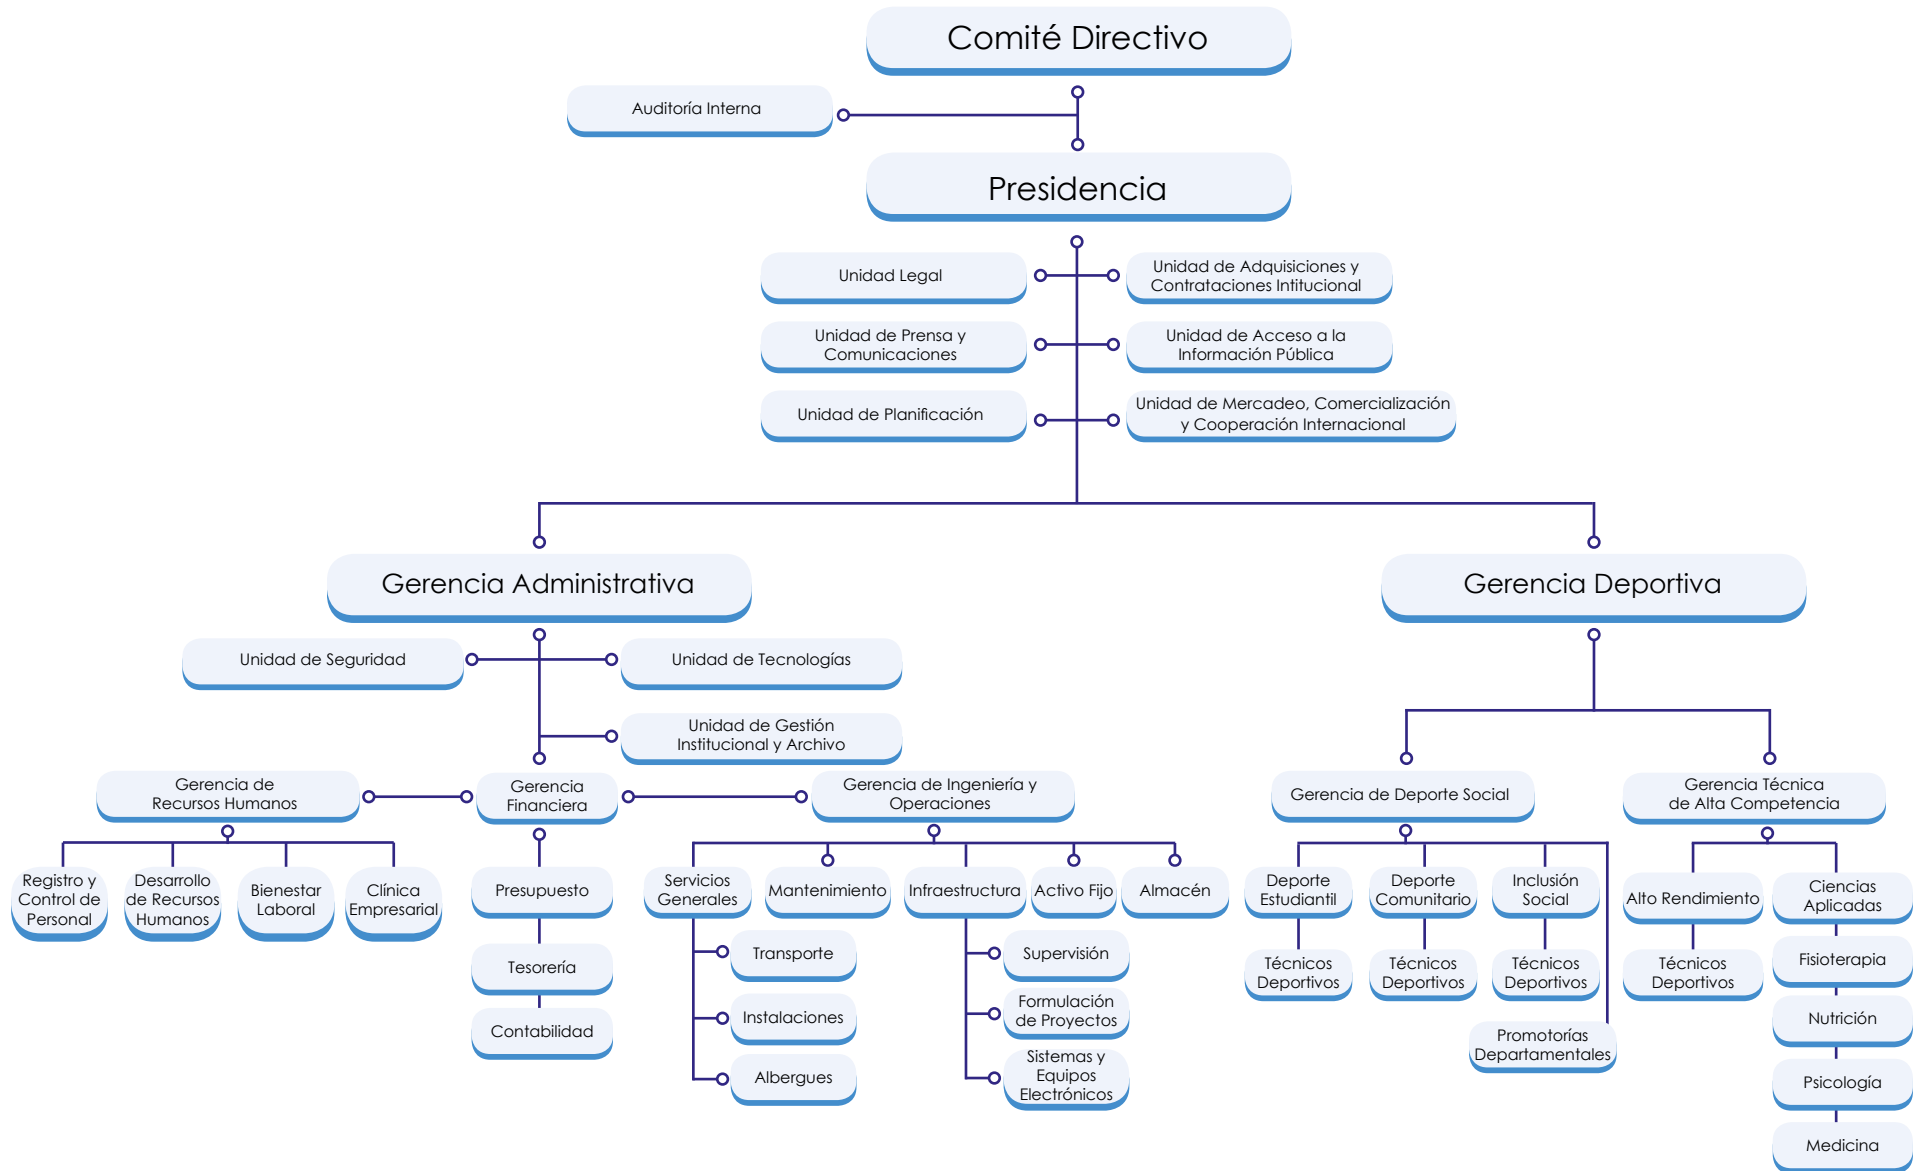 Comité Directivo
Auditoría Interna
Presidencia
Unidad Legal
Unidad de Adquisiciones y
Contrataciones Intitucional
Unidad de Prensa y
Comunicaciones
Unidad de Acceso a la
Información Pública
Unidad de Planificación
Unidad de Mercadeo, Comercialización
y Cooperación Internacional
Gerencia Administrativa
Gerencia Deportiva
Unidad de Seguridad
Unidad de Tecnologías
Unidad de Gestión
Institucional y Archivo
Gerencia de
Recursos Humanos
Gerencia
Financiera
Gerencia de Ingeniería y
Operaciones
Gerencia de Deporte Social
Gerencia Técnica
de Alta Competencia
Registro y
Control de
Personal
Desarrollo
de Recursos
Humanos
Bienestar
Laboral
Clínica
Empresarial
Presupuesto
Tesorería
Contabilidad
Servicios
Generales
Mantenimiento
Infraestructura
Activo Fijo
Almacén
Transporte
Instalaciones
Albergues
Supervisión
Formulación
de Proyectos
Sistemas y
Equipos
Electrónicos
Deporte
Estudiantil
Deporte
Comunitario
Inclusión
Social
Técnicos
Deportivos
Técnicos
Deportivos
Técnicos
Deportivos
Promotorías
Departamentales
Alto Rendimiento
Técnicos
Deportivos
Ciencias
Aplicadas
Fisioterapia
Nutrición
Psicología
Medicina